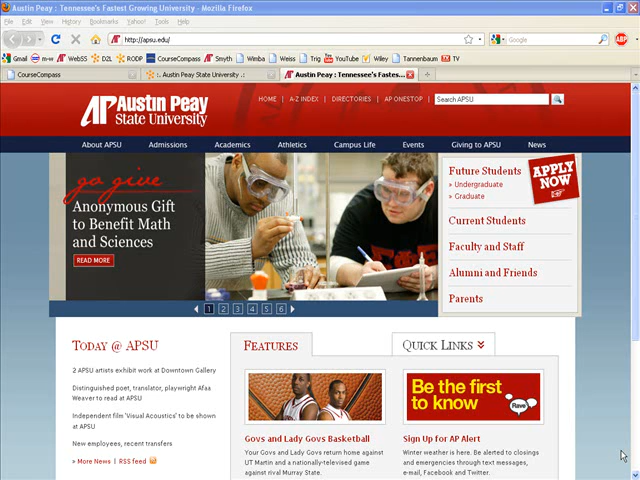 Austin Peay : Tennessee's Fastest Growing University - Mozilla Firefox
File Edit View History Bookmarks Yahoo! Tools Help
http://apsu.edu/
Google
ABP
Gmail m-w WebSS D2L RODP CourseCompass Smyth Wimba Weiss Trig YouTube Wiley Tannenbaum TV
CourseCompass
:. Austin Peay State University .:
Austin Peay : Tennessee's Fastes...
HOME | A-Z INDEX | DIRECTORIES | AP ONESTOP |
Search APSU
AP Austin Peay
State University
About APSU Admissions Academics Athletics Campus Life Events Giving to APSU News
go give
Anonymous Gift
to Benefit Math
and Sciences
READ MORE
1 2 3 4 5 6
Future Students
» Undergraduate
» Graduate
APPLY
NOW
Current Students
Faculty and Staff
Alumni and Friends
Parents
TODAY @ APSU
2 APSU artists exhibit work at Downtown Gallery
Distinguished poet, translator, playwright Afaa
Weaver to read at APSU
Independent film 'Visual Acoustics' to be shown
at APSU
New employees, recent transfers
» More News | RSS feed
FEATURES
Govs and Lady Govs Basketball
Your Govs and Lady Govs return home against
UT Martin and a nationally-televised game
against rival Murray State.
QUICK LINKS
Be the first
to know
Rave
Sign Up for AP Alert
Winter weather is here. Be alerted to closings
and emergencies through text messages,
e-mail, Facebook and Twitter.